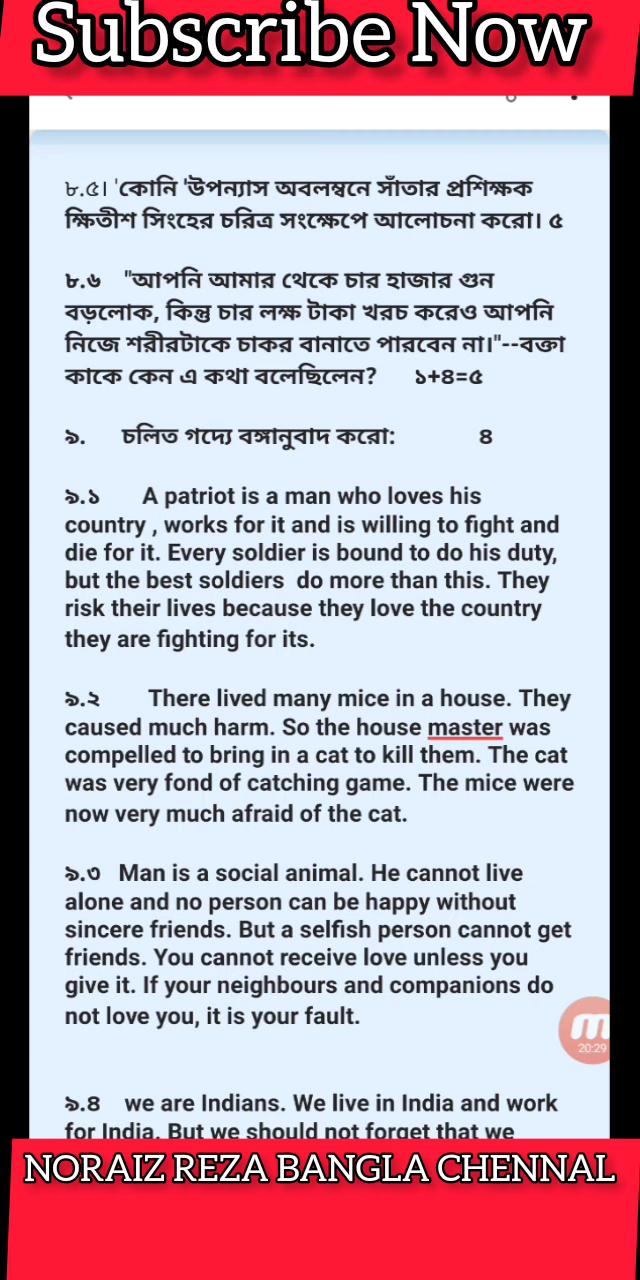 Subscribe Now
৮.৫। 'কোনি 'উপন্যাস অবলম্বনে সাঁতার প্রশিক্ষক
ক্ষিতীশ সিংহের চরিত্র সংক্ষেপে আলোচনা করো। ৫
৮.৬ "আপনি আমার থেকে চার হাজার গুন
বড়লোক, কিন্তু চার লক্ষ টাকা খরচ করেও আপনি
নিজে শরীরটাকে চাকর বানাতে পারবেন না।"--বক্তা
কাকে কেন এ কথা বলেছিলেন? ১+৪=৫
৯. চলিত গদ্যে বঙ্গানুবাদ করো: ৪
৯.১ A patriot is a man who loves his
country , works for it and is willing to fight and
die for it. Every soldier is bound to do his duty,
but the best soldiers do more than this. They
risk their lives because they love the country
they are fighting for its.
৯.২ There lived many mice in a house. They
caused much harm. So the house master was
compelled to bring in a cat to kill them. The cat
was very fond of catching game. The mice were
now very much afraid of the cat.
৯.৩ Man is a social animal. He cannot live
alone and no person can be happy without
sincere friends. But a selfish person cannot get
friends. You cannot receive love unless you
give it. If your neighbours and companions do
not love you, it is your fault.
20:29
৯.৪ we are Indians. We live in India and work
for India. But we should not forget that we
NORAIZ REZA BANGLA CHENNAL